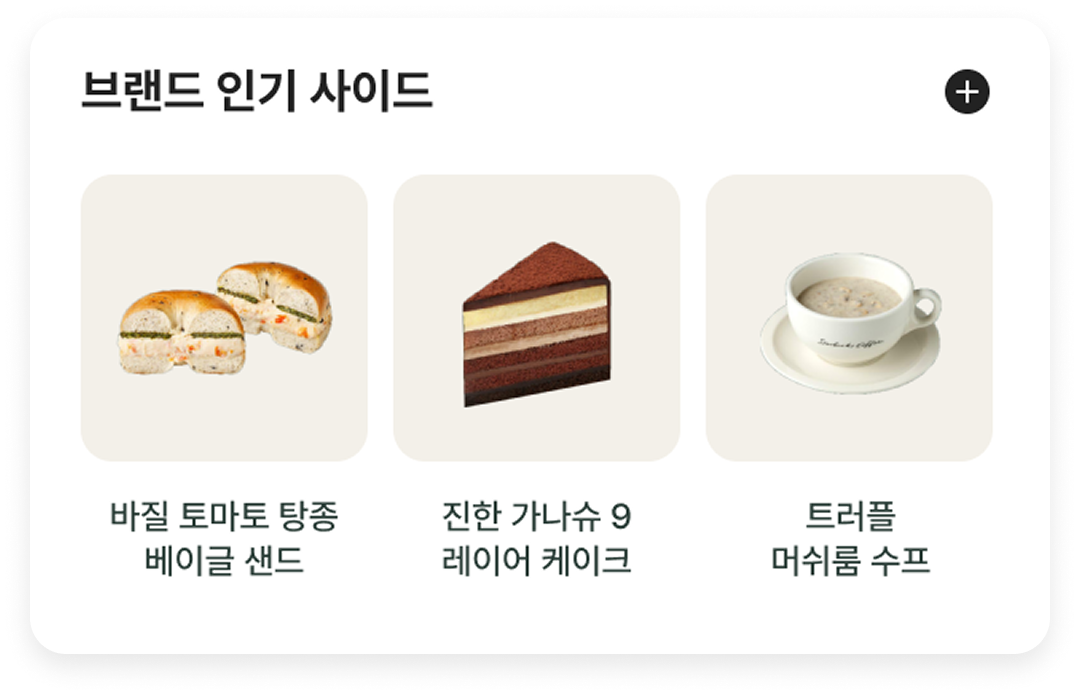 브랜드 인기 사이드
Starbucks Coffee
바질 토마토 탕종
베이글 샌드
진한 가나슈 9
레이어 케이크
트러플
머쉬룸 수프